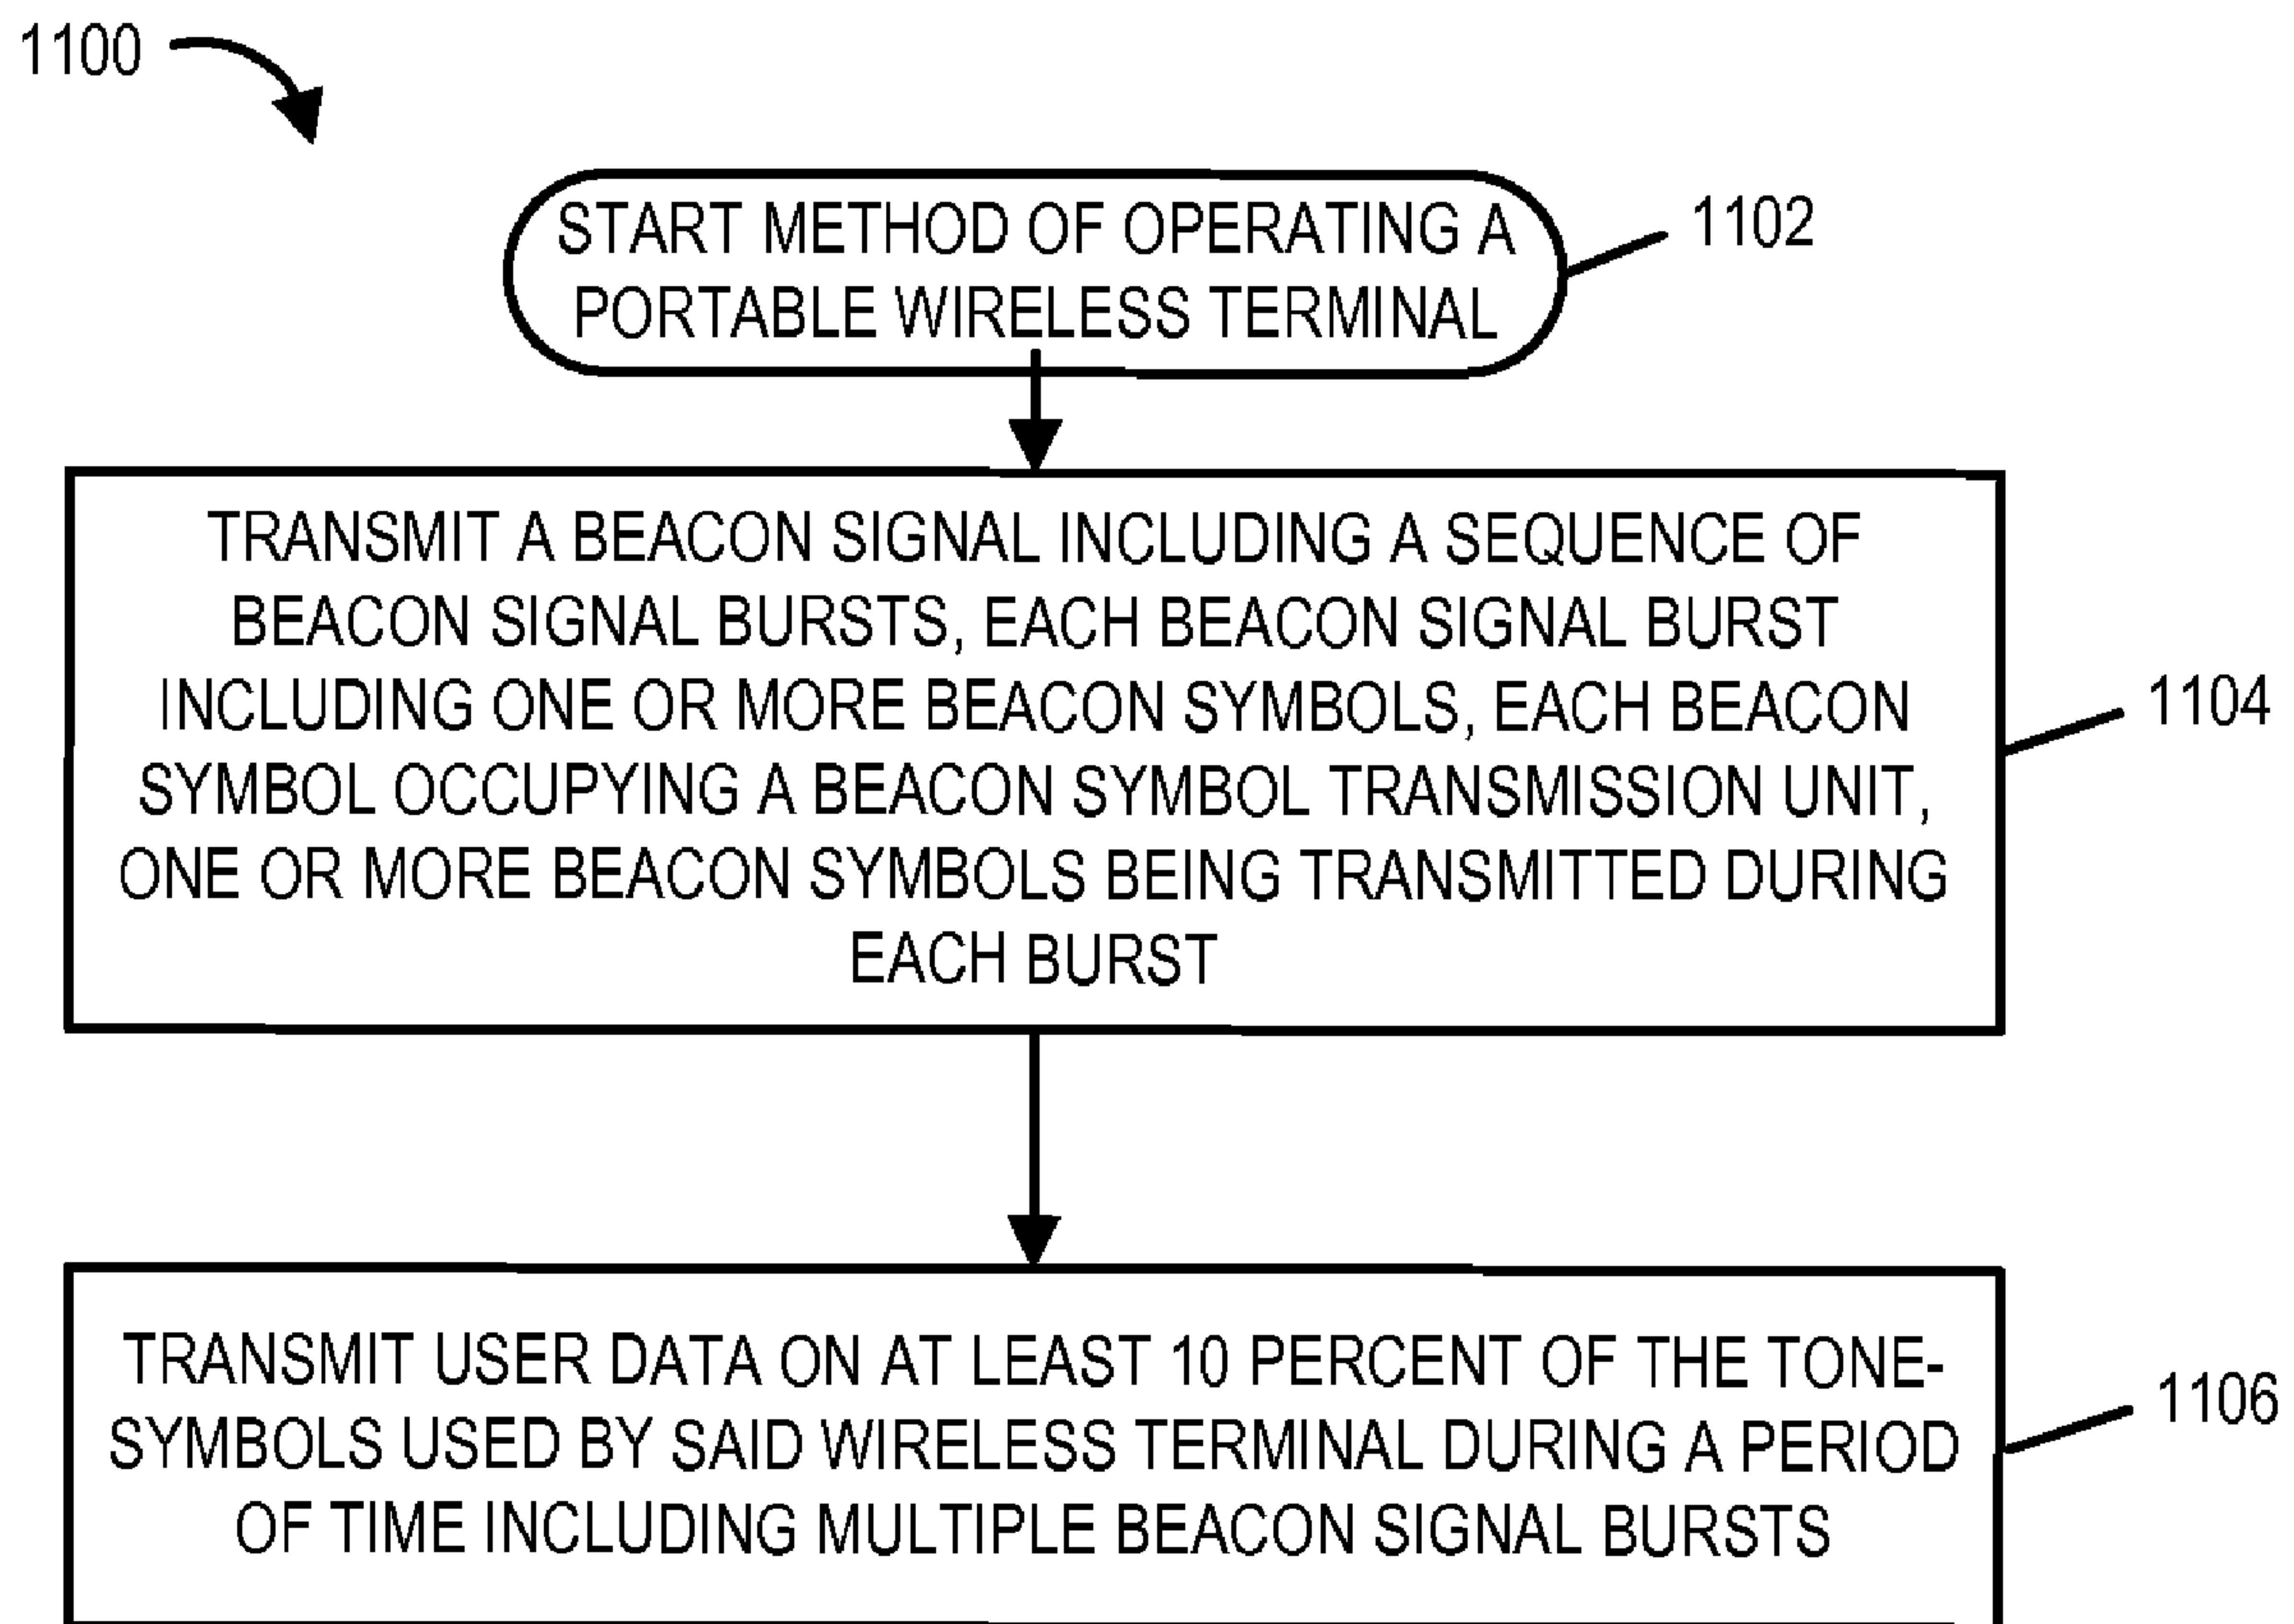 1100
START METHOD OF OPERATING A
PORTABLE WIRELESS TERMINAL
1102
TRANSMIT A BEACON SIGNAL INCLUDING A SEQUENCE OF
BEACON SIGNAL BURSTS, EACH BEACON SIGNAL BURST
INCLUDING ONE OR MORE BEACON SYMBOLS, EACH BEACON
SYMBOL OCCUPYING A BEACON SYMBOL TRANSMISSION UNIT,
ONE OR MORE BEACON SYMBOLS BEING TRANSMITTED DURING
EACH BURST
1104
TRANSMIT USER DATA ON AT LEAST 10 PERCENT OF THE TONE-
SYMBOLS USED BY SAID WIRELESS TERMINAL DURING A PERIOD
OF TIME INCLUDING MULTIPLE BEACON SIGNAL BURSTS
1106